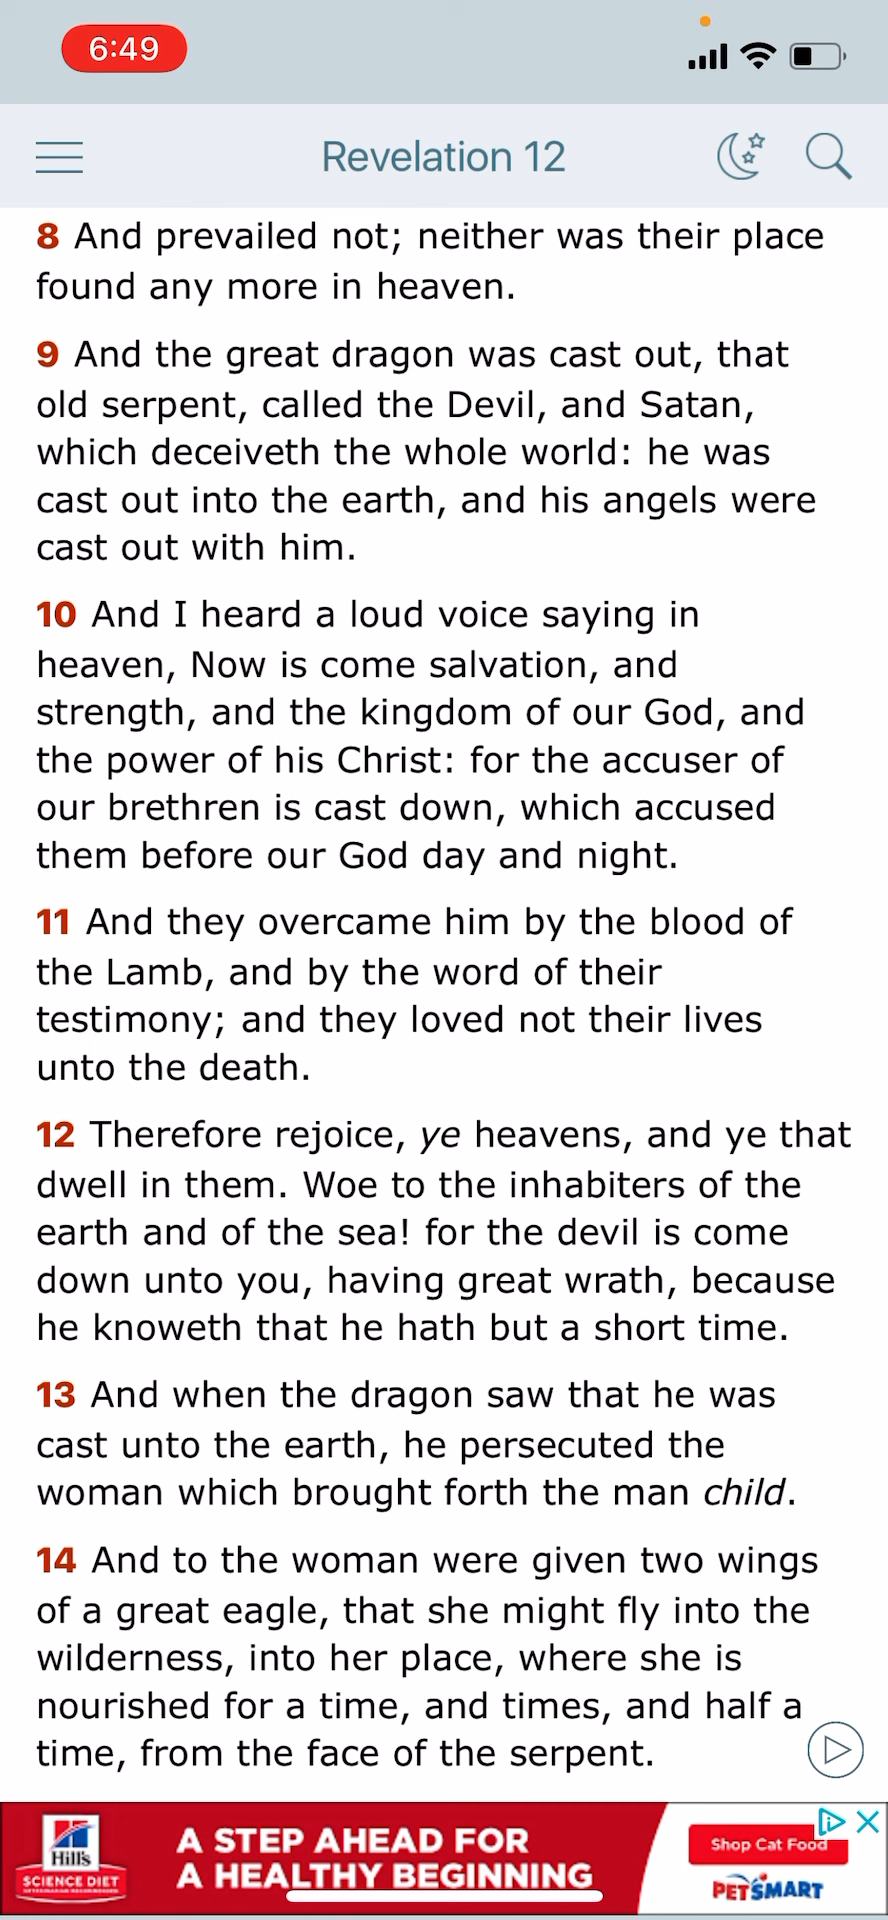 6:49
Revelation 12
8 And prevailed not; neither was their place
found any more in heaven.
9 And the great dragon was cast out, that
old serpent, called the Devil, and Satan,
which deceiveth the whole world: he was
cast out into the earth, and his angels were
cast out with him.
10 And I heard a loud voice saying in
heaven, Now is come salvation, and
strength, and the kingdom of our God, and
the power of his Christ: for the accuser of
our brethren is cast down, which accused
them before our God day and night.
11 And they overcame him by the blood of
the Lamb, and by the word of their
testimony; and they loved not their lives
unto the death.
12 Therefore rejoice, ye heavens, and ye that
dwell in them. Woe to the inhabiters of the
earth and of the sea! for the devil is come
down unto you, having great wrath, because
he knoweth that he hath but a short time.
13 And when the dragon saw that he was
cast unto the earth, he persecuted the
woman which brought forth the man child.
14 And to the woman were given two wings
of a great eagle, that she might fly into the
wilderness, into her place, where she is
nourished for a time, and times, and half a
time, from the face of the serpent.
Hill's
SCIENCE DIET
A STEP AHEAD FOR
A HEALTHY BEGINNING
Shop Cat Food
PETSMART